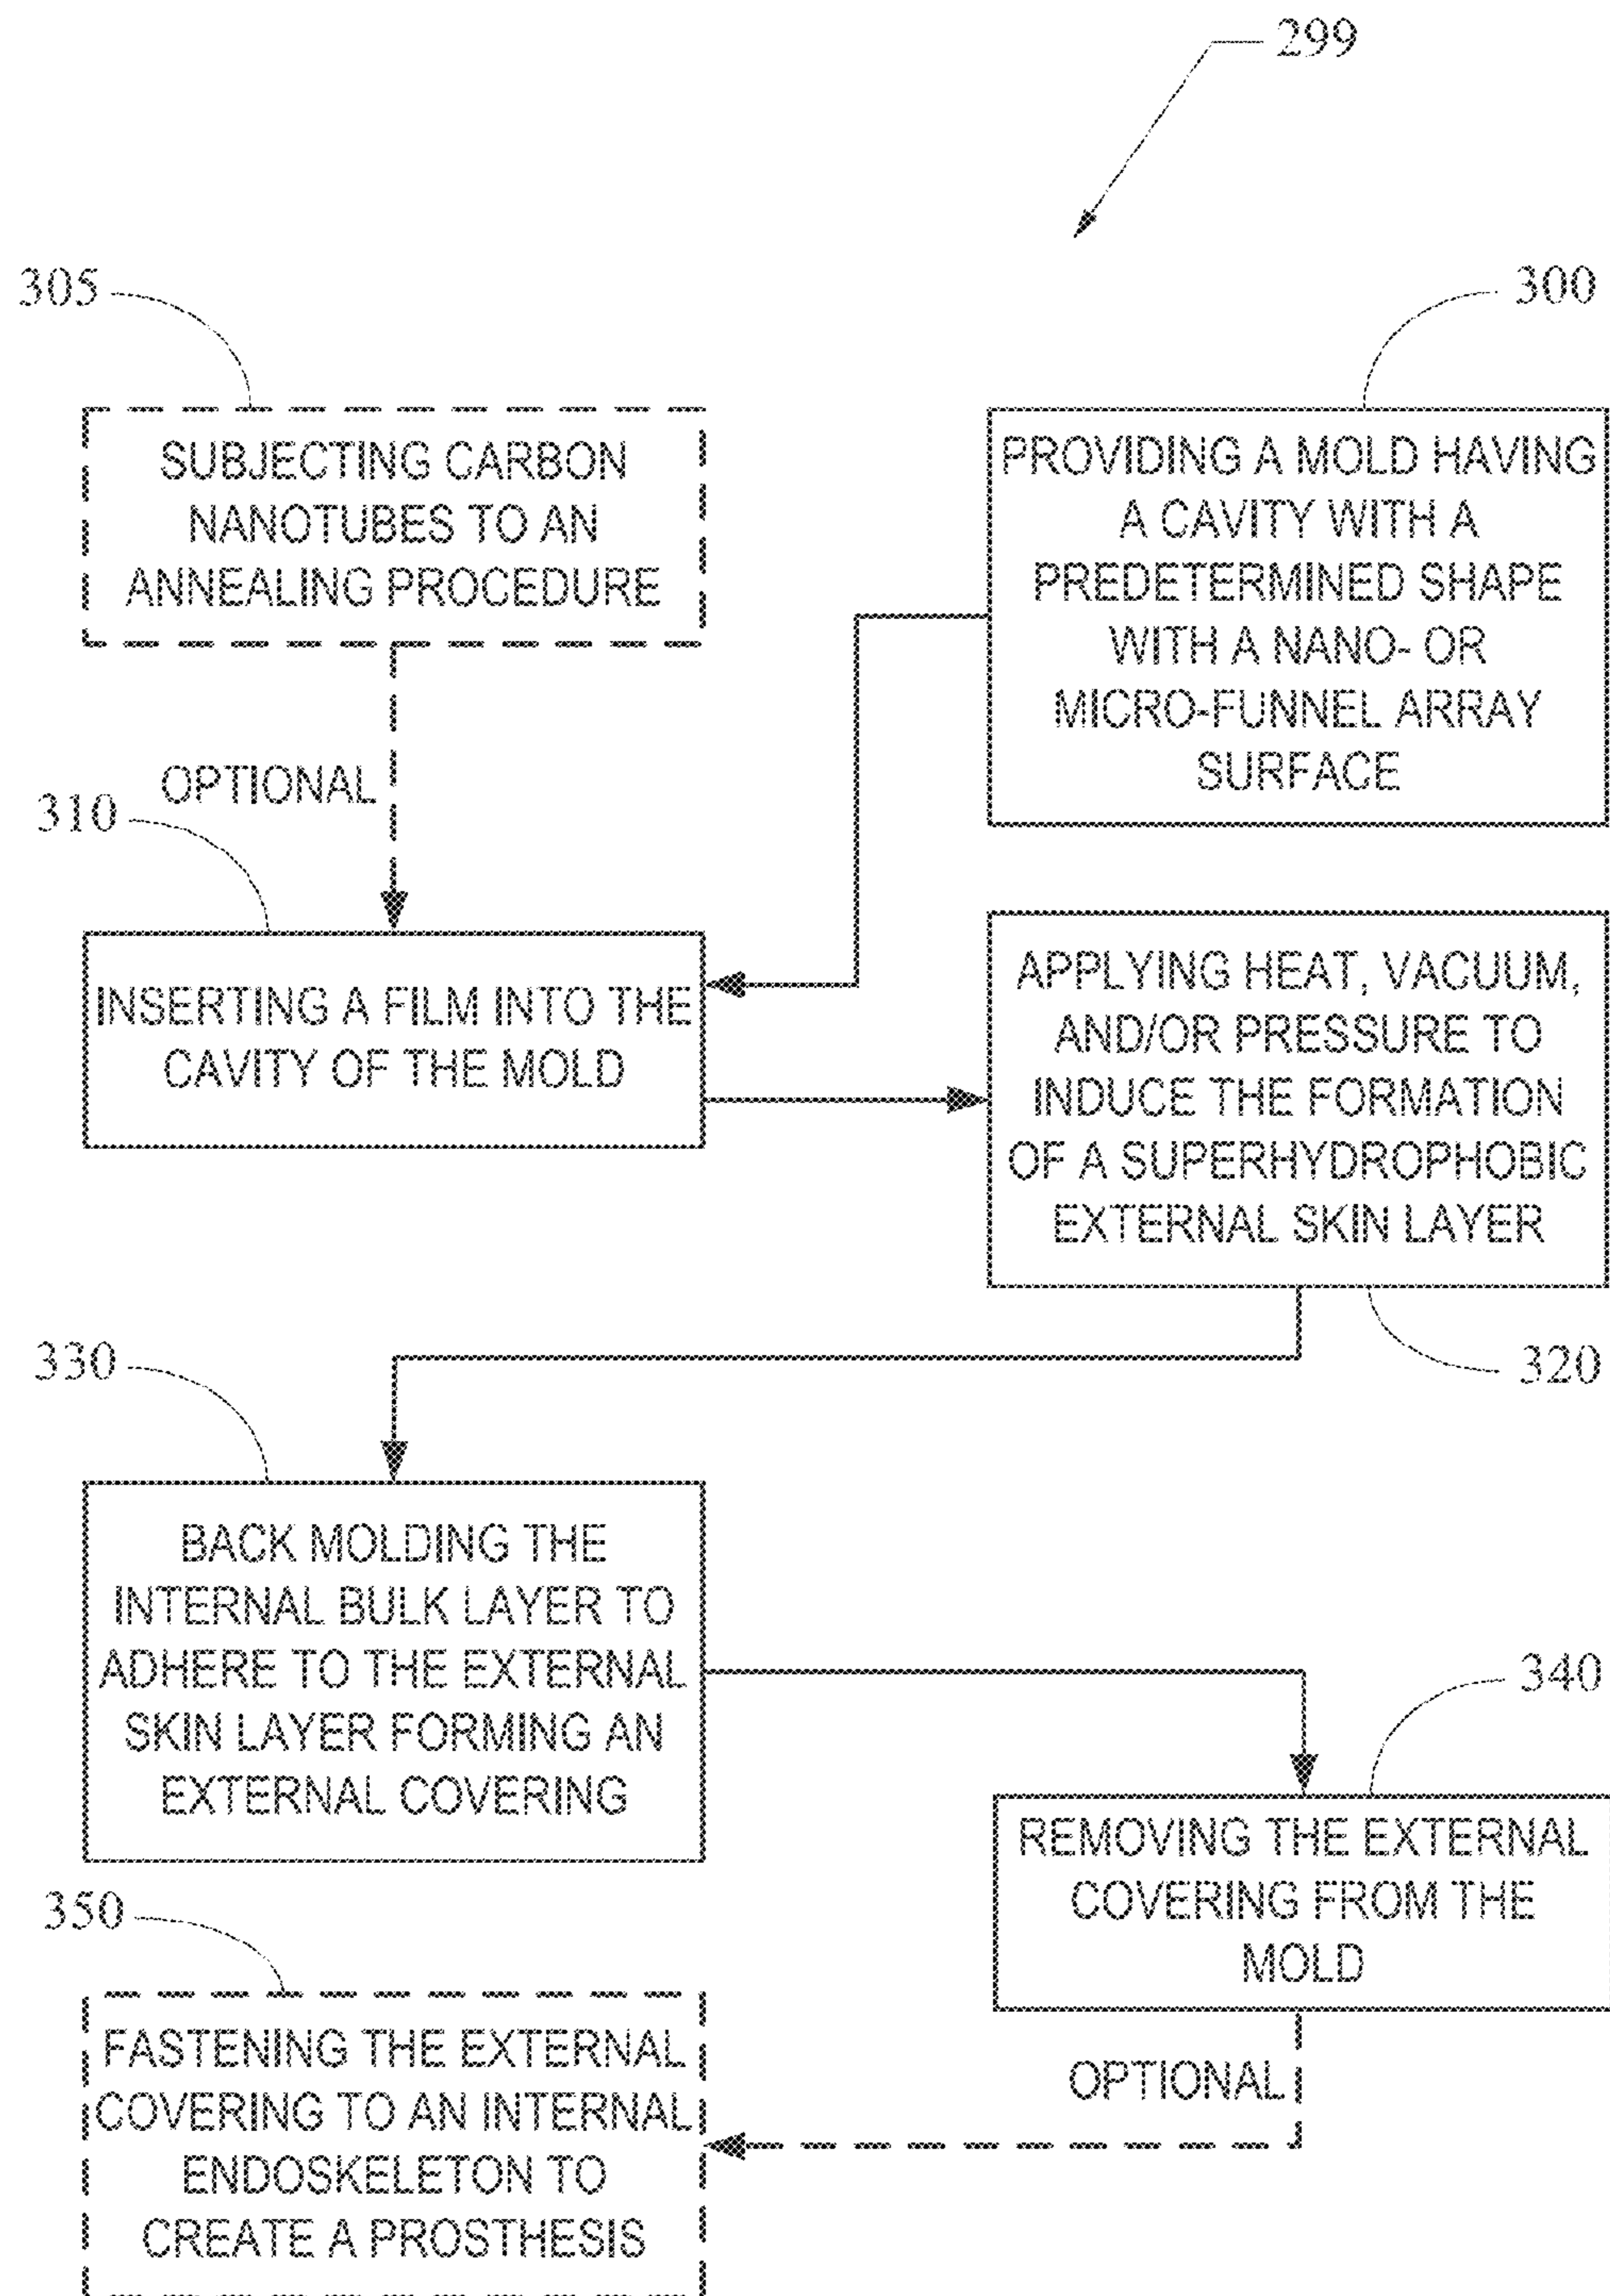 299
305
300
SUBJECTING CARBON
NANOTUBES TO AN
ANNEALING PROCEDURE
PROVIDING A MOLD HAVING
A CAVITY WITH A
PREDETERMINED SHAPE
WITH A NANO- OR
MICRO-FUNNEL ARRAY
SURFACE
OPTIONAL
310
INSERTING A FILM INTO THE
CAVITY OF THE MOLD
APPLYING HEAT, VACUUM,
AND/OR PRESSURE TO
INDUCE THE FORMATION
OF A SUPERHYDROPHOBIC
EXTERNAL SKIN LAYER
320
330
BACK MOLDING THE
INTERNAL BULK LAYER TO
ADHERE TO THE EXTERNAL
SKIN LAYER FORMING AN
EXTERNAL COVERING
340
REMOVING THE EXTERNAL
COVERING FROM THE
MOLD
OPTIONAL
350
FASTENING THE EXTERNAL
COVERING TO AN INTERNAL
ENDOSKELETON TO
CREATE A PROSTHESIS